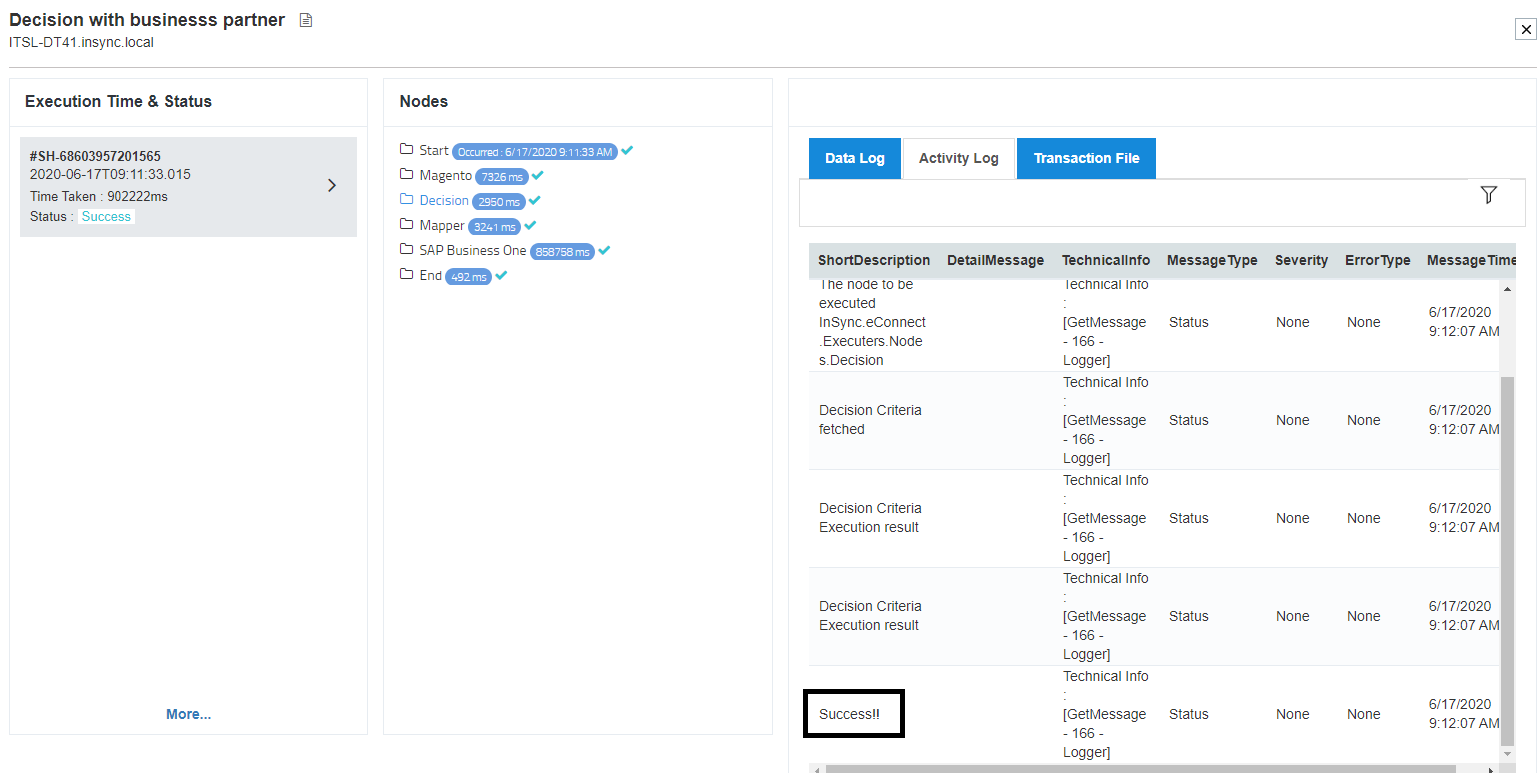 Decision with businesss partner
ITSL-DT41.insync.local
Execution Time & Status
#SH-68603957201565
2020-06-17T09:11:33.015
Time Taken : 902222ms
Status : Success
More...
Nodes
Start Occurred : 6/17/2020 9:11:33 AM
Magento 7326 ms
Decision 2950 ms
Mapper 3241 ms
SAP Business One 858758 ms
End 492 ms
Data Log Activity Log Transaction File
ShortDescription DetailMessage TechnicalInfo MessageType Severity ErrorType MessageTime
The node to be
executed
InSync.eConnect
.Executers.Node
s.Decision
Technical Info
:
[GetMessage
- 166 -
Logger]
Status
None
None
6/17/2020
9:12:07 AM
Decision Criteria
fetched
Technical Info
:
[GetMessage
- 166 -
Logger]
Status
None
None
6/17/2020
9:12:07 AM
Decision Criteria
Execution result
Technical Info
:
[GetMessage
- 166 -
Logger]
Status
None
None
6/17/2020
9:12:07 AM
Decision Criteria
Execution result
Technical Info
:
[GetMessage
- 166 -
Logger]
Status
None
None
6/17/2020
9:12:07 AM
Success!!
Technical Info
:
[GetMessage
- 166 -
Logger]
Status
None
None
6/17/2020
9:12:07 AM